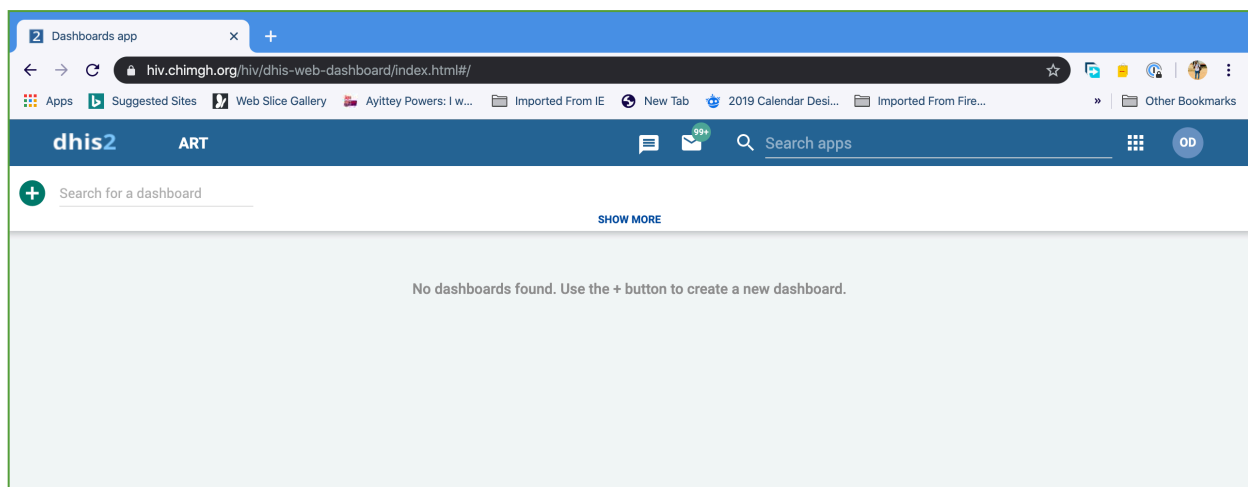 2 Dashboards app
hiv.chimgh.org/hiv/dhis-web-dashboard/index.html#/
Apps Suggested Sites Web Slice Gallery Ayittey Powers: I w... Imported From IE New Tab 2019 Calendar Desi... Imported From Fire... » Other Bookmarks
dhis2 ART 99+ Search apps OD
Search for a dashboard
SHOW MORE
No dashboards found. Use the + button to create a new dashboard.